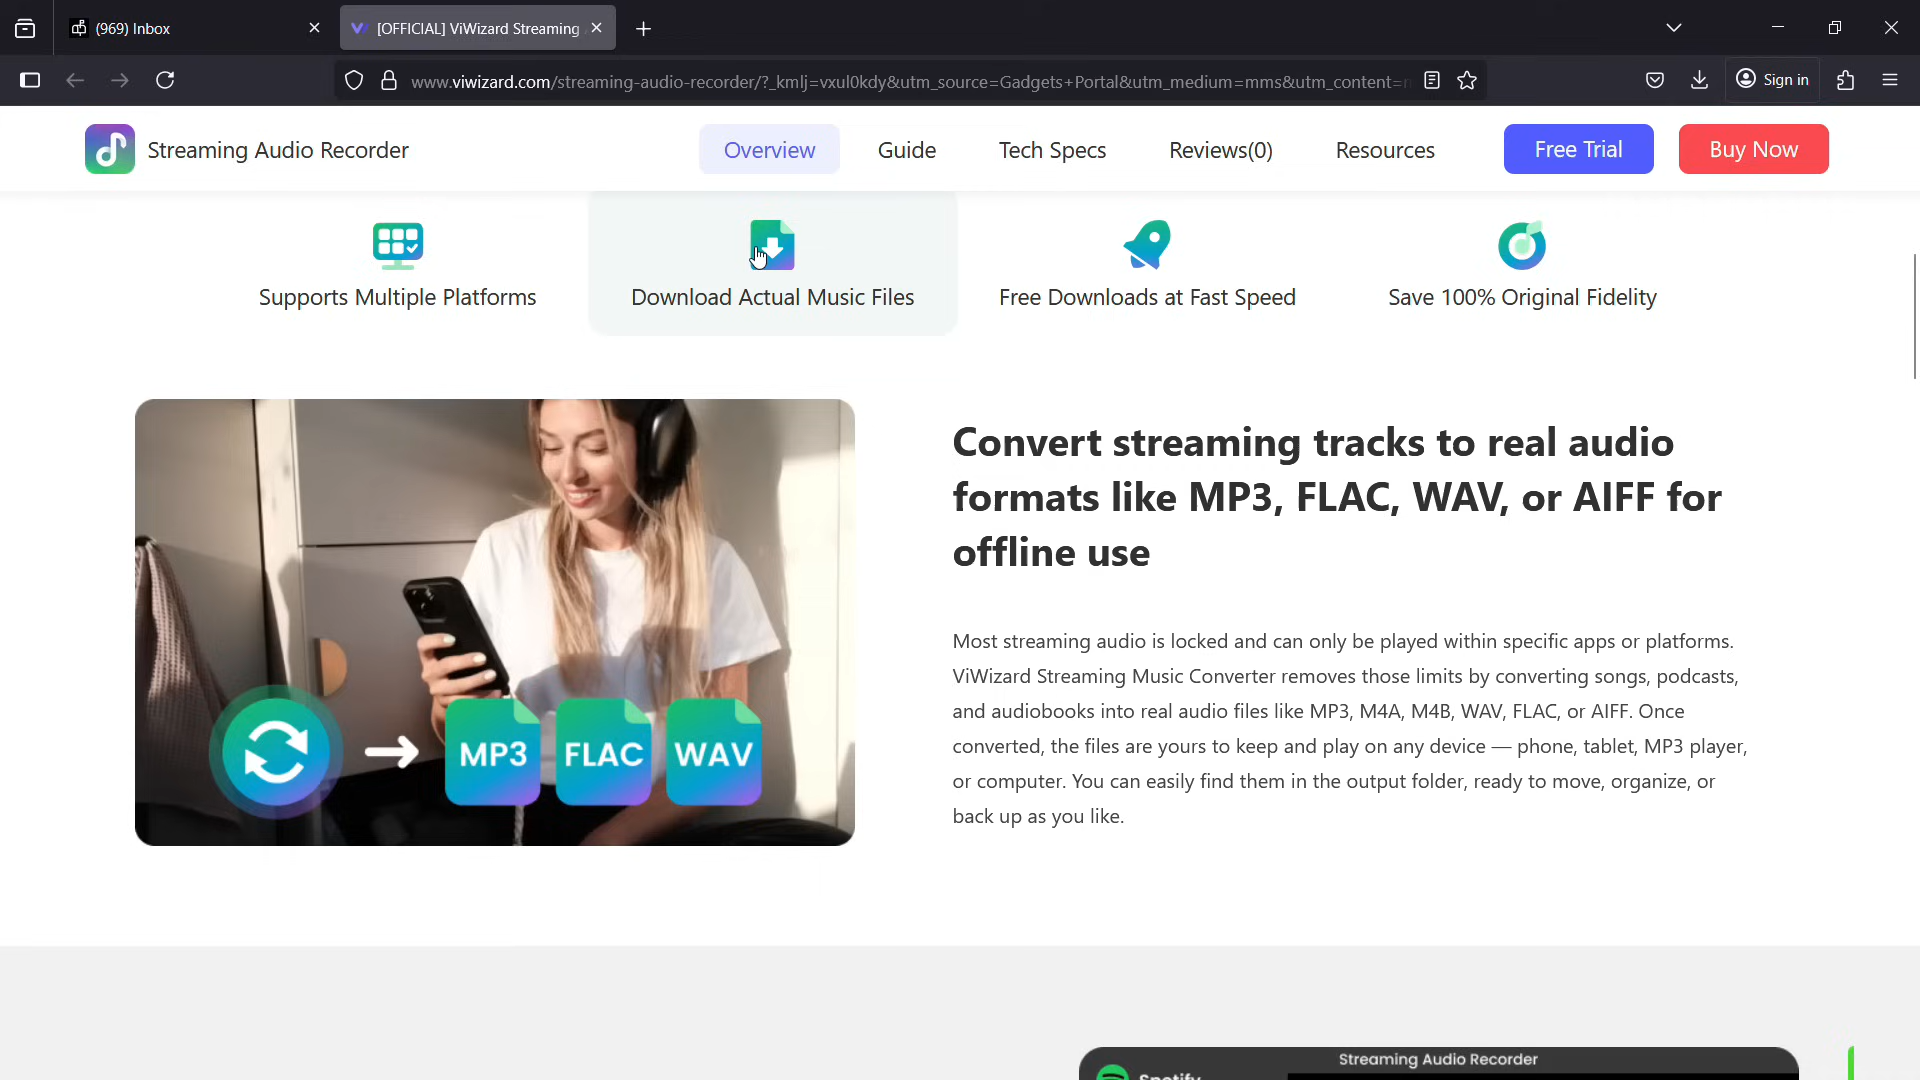 (969) Inbox
[OFFICIAL] ViWizard Streaming
www.viwizard.com/streaming-audio-recorder/?_kmlj=vxul0kdy&utm_source=Gadgets+Portal&utm_medium=mms&utm_content=
Sign in
Streaming Audio Recorder
Overview
Guide
Tech Specs
Reviews(0)
Resources
Free Trial
Buy Now
Supports Multiple Platforms
Download Actual Music Files
Free Downloads at Fast Speed
Save 100% Original Fidelity
MP3
FLAC
WAV
Convert streaming tracks to real audio
formats like MP3, FLAC, WAV, or AIFF for
offline use
Most streaming audio is locked and can only be played within specific apps or platforms.
ViWizard Streaming Music Converter removes those limits by converting songs, podcasts,
and audiobooks into real audio files like MP3, M4A, M4B, WAV, FLAC, or AIFF. Once
converted, the files are yours to keep and play on any device — phone, tablet, MP3 player,
or computer. You can easily find them in the output folder, ready to move, organize, or
back up as you like.
Streaming Audio Recorder
Spotify